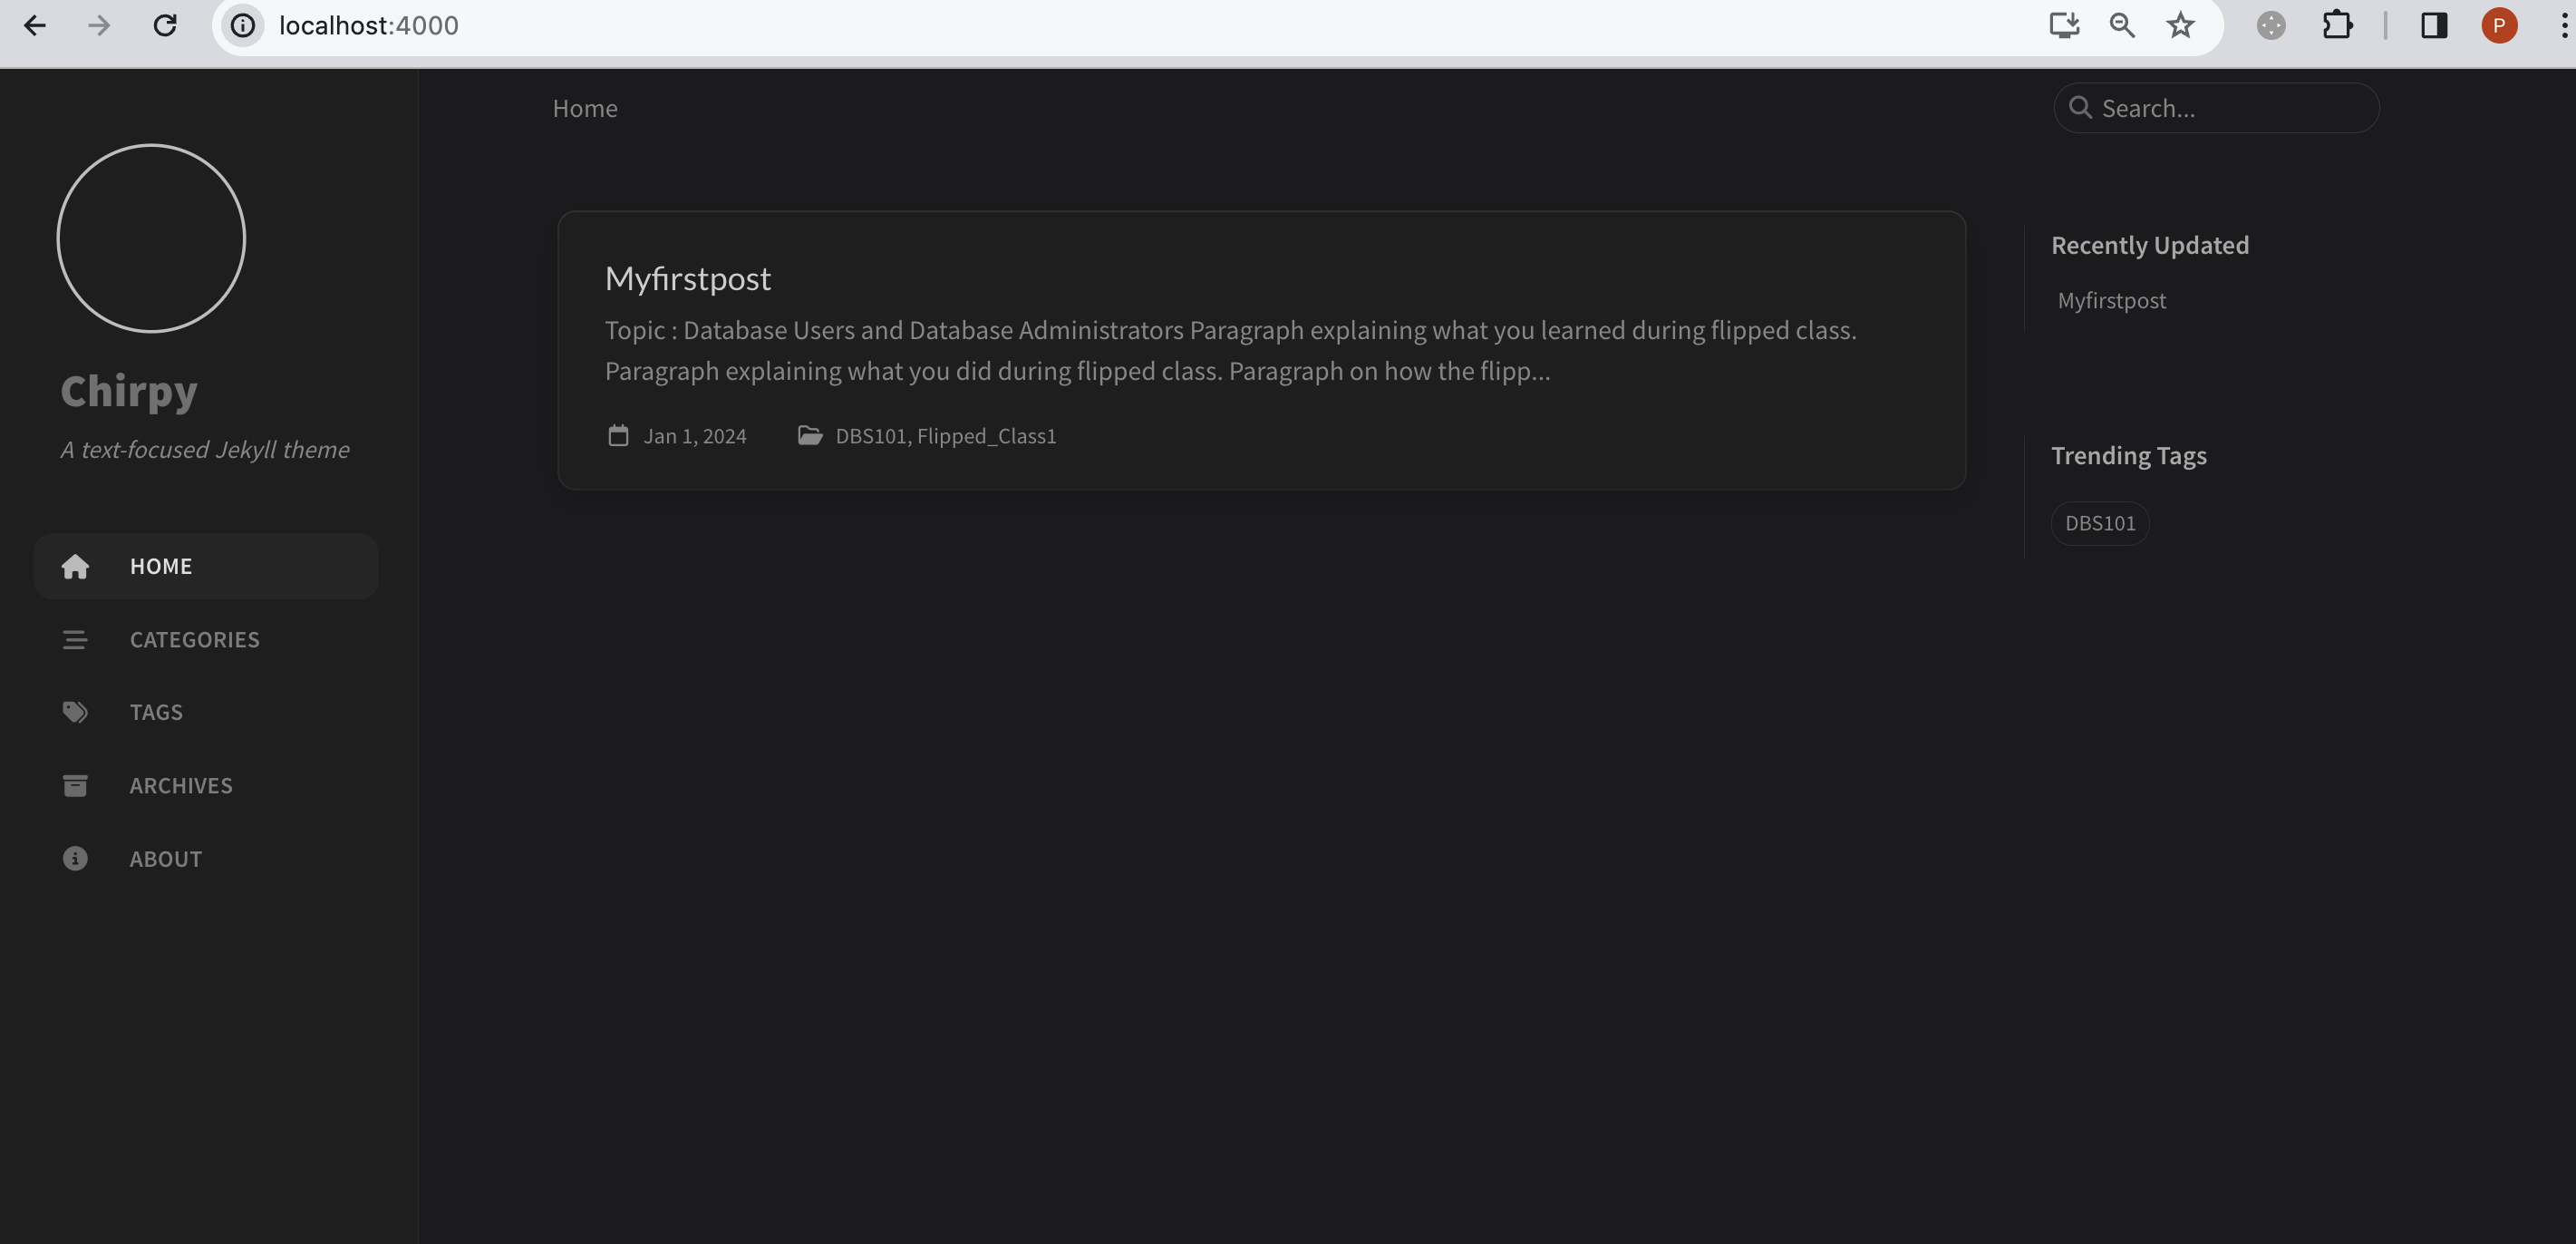 localhost:4000
P
Home
Search...
Chirpy
A text-focused Jekyll theme
HOME
CATEGORIES
TAGS
ARCHIVES
ABOUT
Myfirstpost
Topic : Database Users and Database Administrators Paragraph explaining what you learned during flipped class.
Paragraph explaining what you did during flipped class. Paragraph on how the flipp...
Jan 1, 2024
DBS101, Flipped_Class1
Recently Updated
Myfirstpost
Trending Tags
DBS101